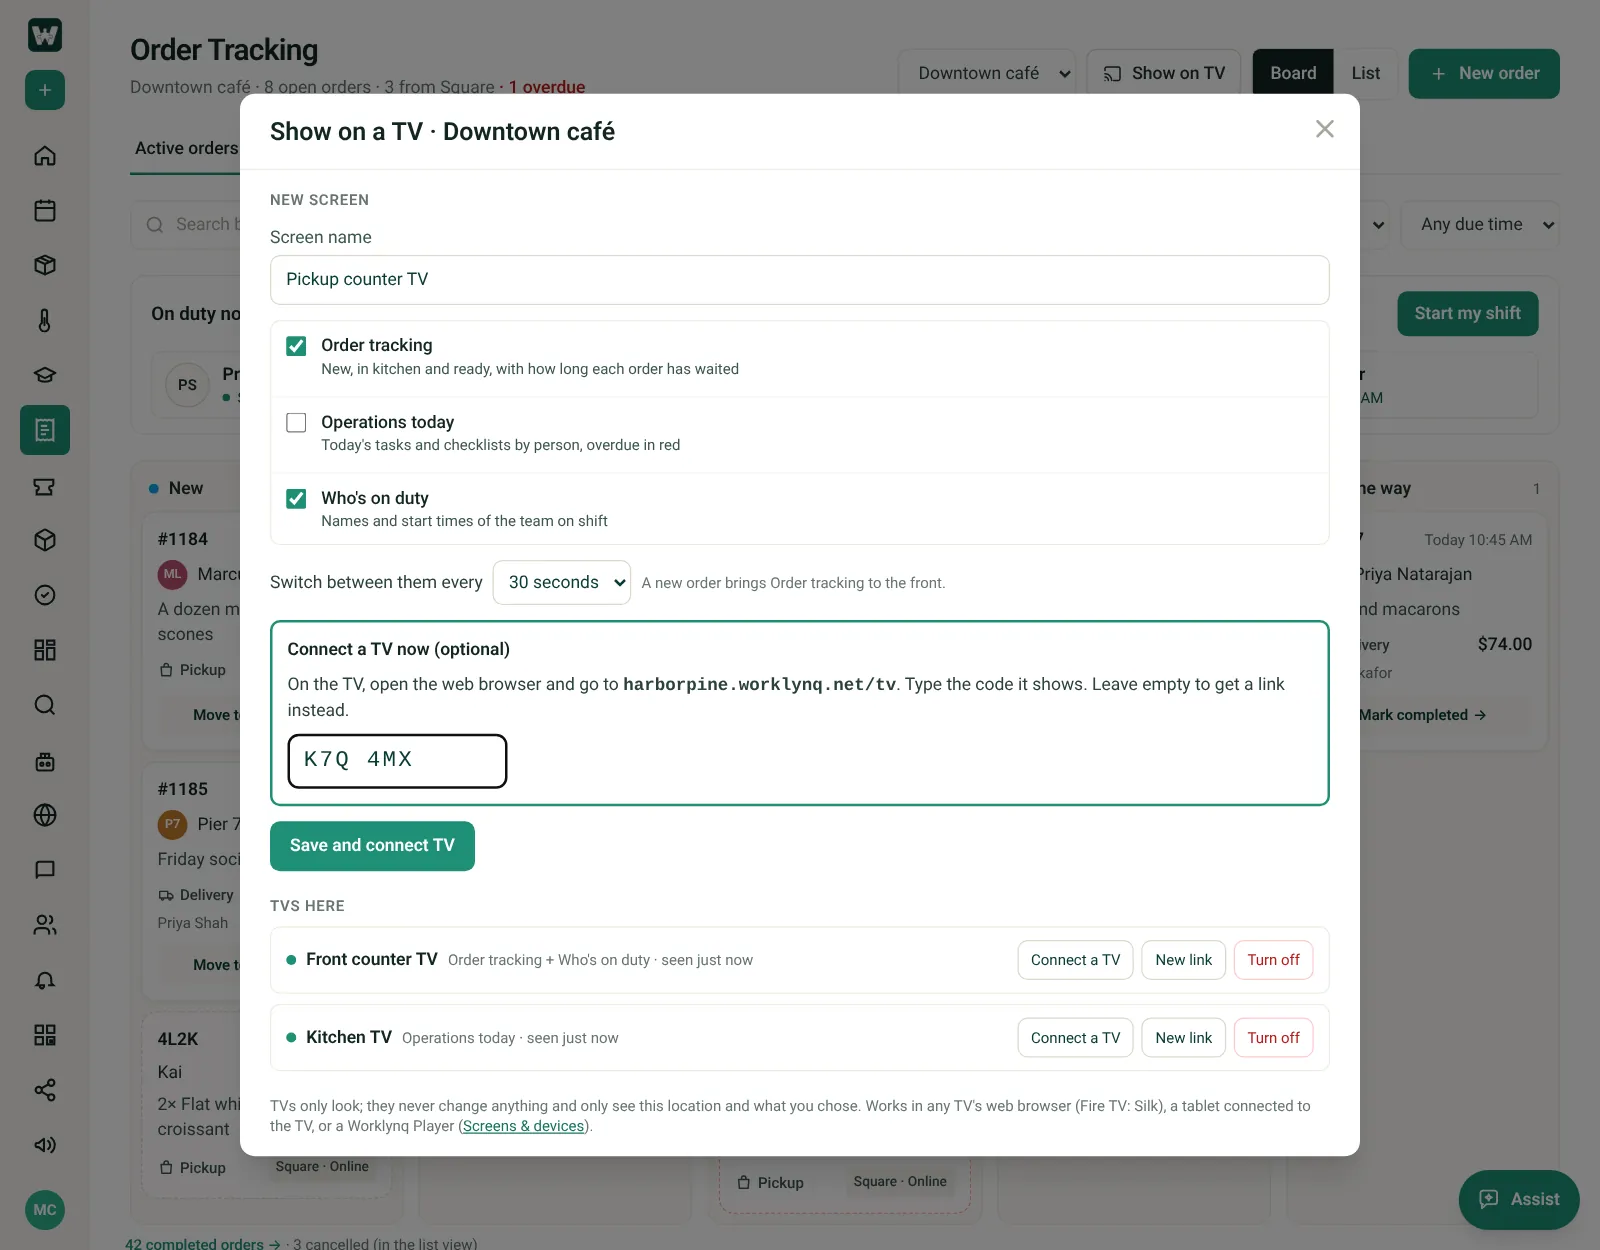 W
Order Tracking
Downtown café · 8 open orders · 3 from Square · 1 overdue
Downtown café
Show on TV
Board
List
+ New order
Active orders
Search
Any due time
On duty
Start my shift
PS
AM
Show on a TV · Downtown café
NEW SCREEN
Screen name
Pickup counter TV
Order tracking
New, in kitchen and ready, with how long each order has waited
Operations today
Today's tasks and checklists by person, overdue in red
Who's on duty
Names and start times of the team on shift
Switch between them every 30 seconds A new order brings Order tracking to the front.
Connect a TV now (optional)
On the TV, open the web browser and go to harborpine.worklynq.net/tv. Type the code it shows. Leave empty to get a link
instead.
K7Q 4MX
Save and connect TV
TVS HERE
Front counter TV Order tracking + Who's on duty · seen just now
Connect a TV
New link
Turn off
Kitchen TV Operations today · seen just now
Connect a TV
New link
Turn off
TVs only look; they never change anything and only see this location and what you chose. Works in any TV's web browser (Fire TV: Silk), a tablet connected to
the TV, or a Worklynq Player (Screens & devices).
New
#1184
ML
A dozen
scones
Pickup
Move
#1185
P7 Pier 7
Friday
Delivery
Priya Shah
Move
4L2K
Kai
2× Flat
croissant
Pickup
Square · Online
Pickup
Square · Online
way
1
Today 10:45 AM
Priya Natarajan
macarons
$74.00
Mark completed →
42 completed orders → · 3 cancelled (in the list view)
MC
Assist